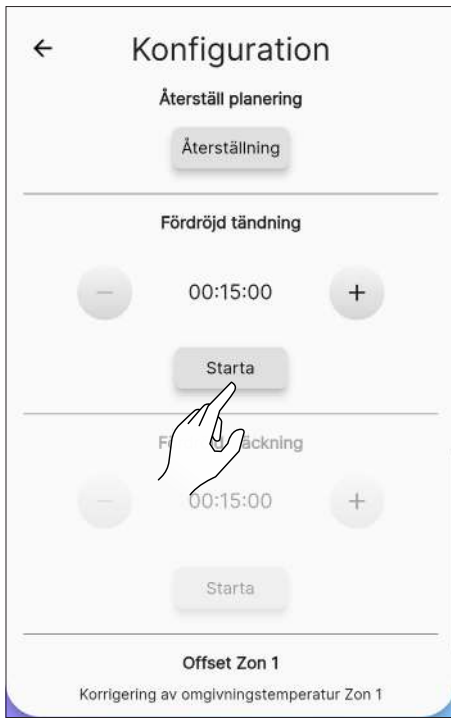 Konfiguration
Återställ planering
Återställning
Fördröjd tändning
00:15:00
Starta
00:15:00
Starta
Offset Zon 1
Korrigering av omgivningstemperatur Zon 1